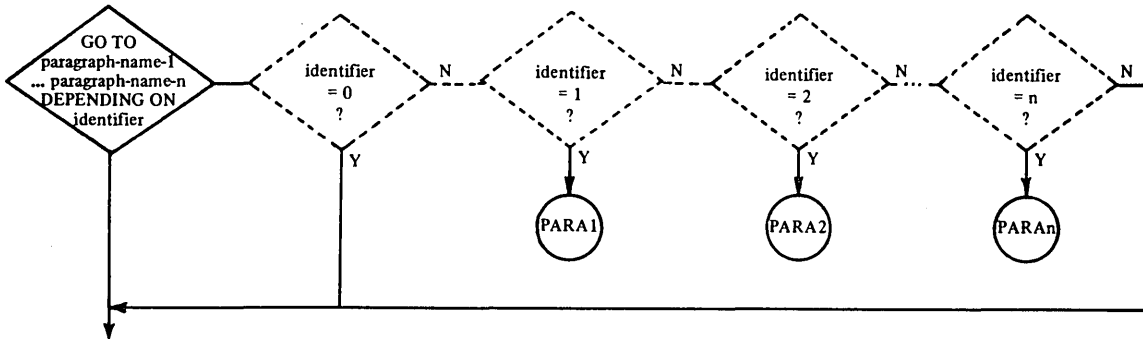 GO TO
paragraph-name-1
... paragraph-name-n
DEPENDING ON
identifier
identifier
= 0
?
N
Y
identifier
= 1
?
N
Y
PARA1
identifier
= 2
?
N
Y
PARA2
identifier
= n
?
N
Y
PARAn